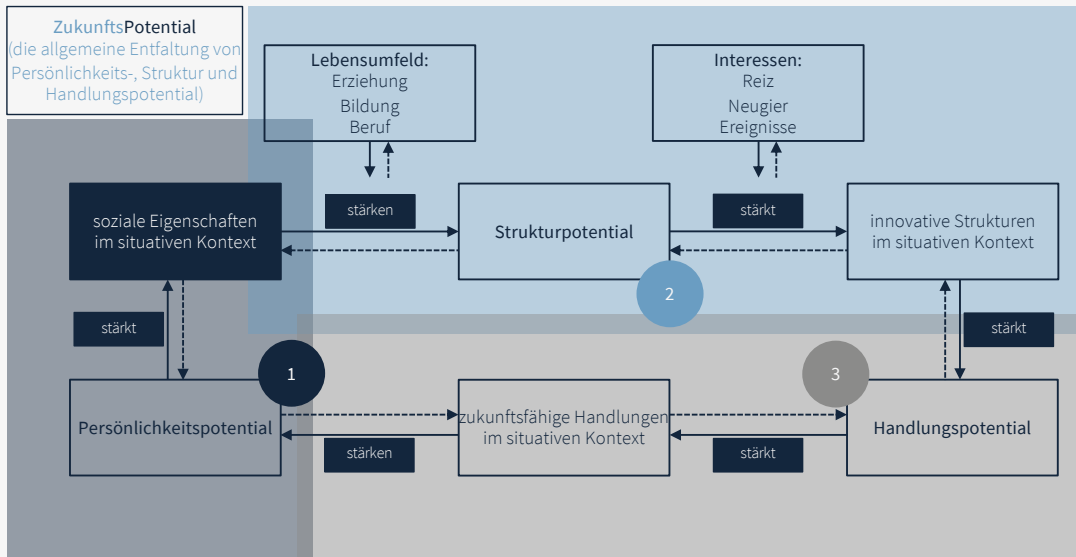 ZukunftsPotential
(die allgemeine Entfaltung von
Persönlichkeits-, Struktur und
Handlungspotential)
Lebensumfeld:
Erziehung
Bildung
Beruf
Interessen:
Reiz
Neugier
Ereignisse
soziale Eigenschaften
im situativen Kontext
stärken
Strukturpotential
stärkt
innovative Strukturen
im situativen Kontext
2
stärkt
stärkt
1
3
Persönlichkeitspotential
zukunftsfähige Handlungen
im situativen Kontext
Handlungspotential
stärken
stärkt